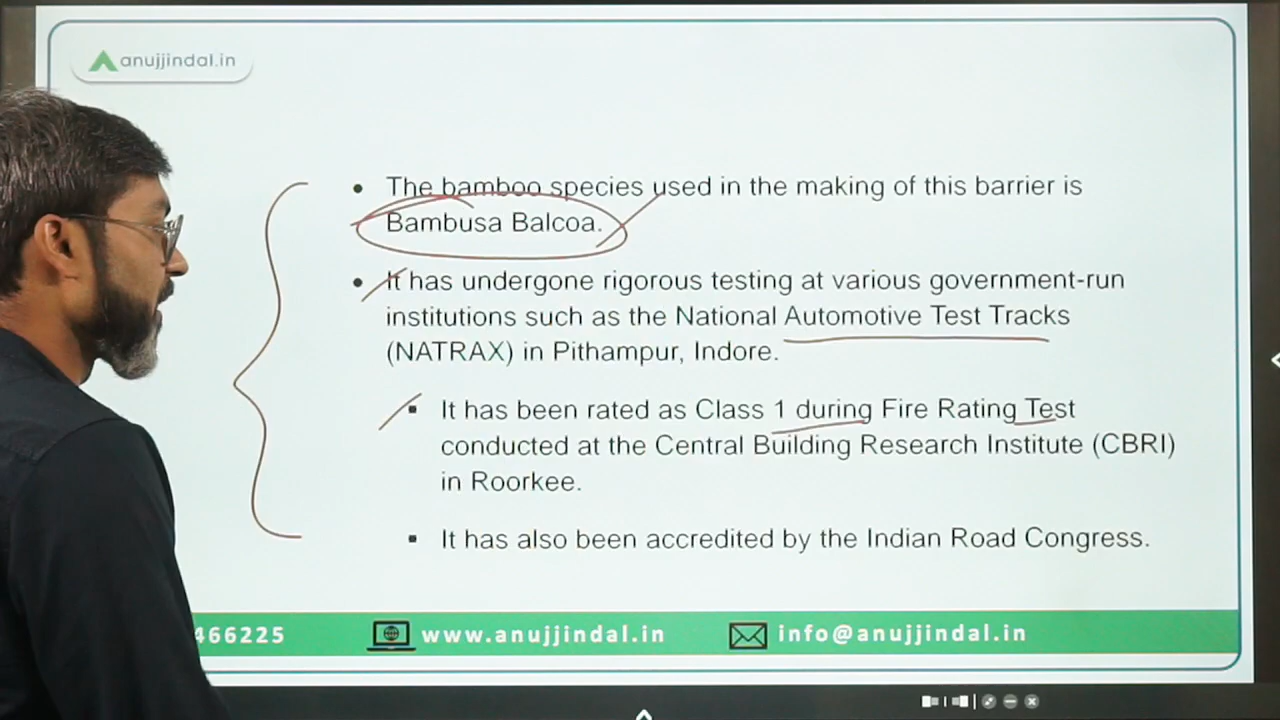 anujjindal.in
• The bamboo species used in the making of this barrier is
Bambusa Balcoa.
• It has undergone rigorous testing at various government-run
institutions such as the National Automotive Test Tracks
(NATRAX) in Pithampur, Indore.
▪ It has been rated as Class 1 during Fire Rating Test
conducted at the Central Building Research Institute (CBRI)
in Roorkee.
▪ It has also been accredited by the Indian Road Congress.
466225 www.anujjindal.in info@anujjindal.in